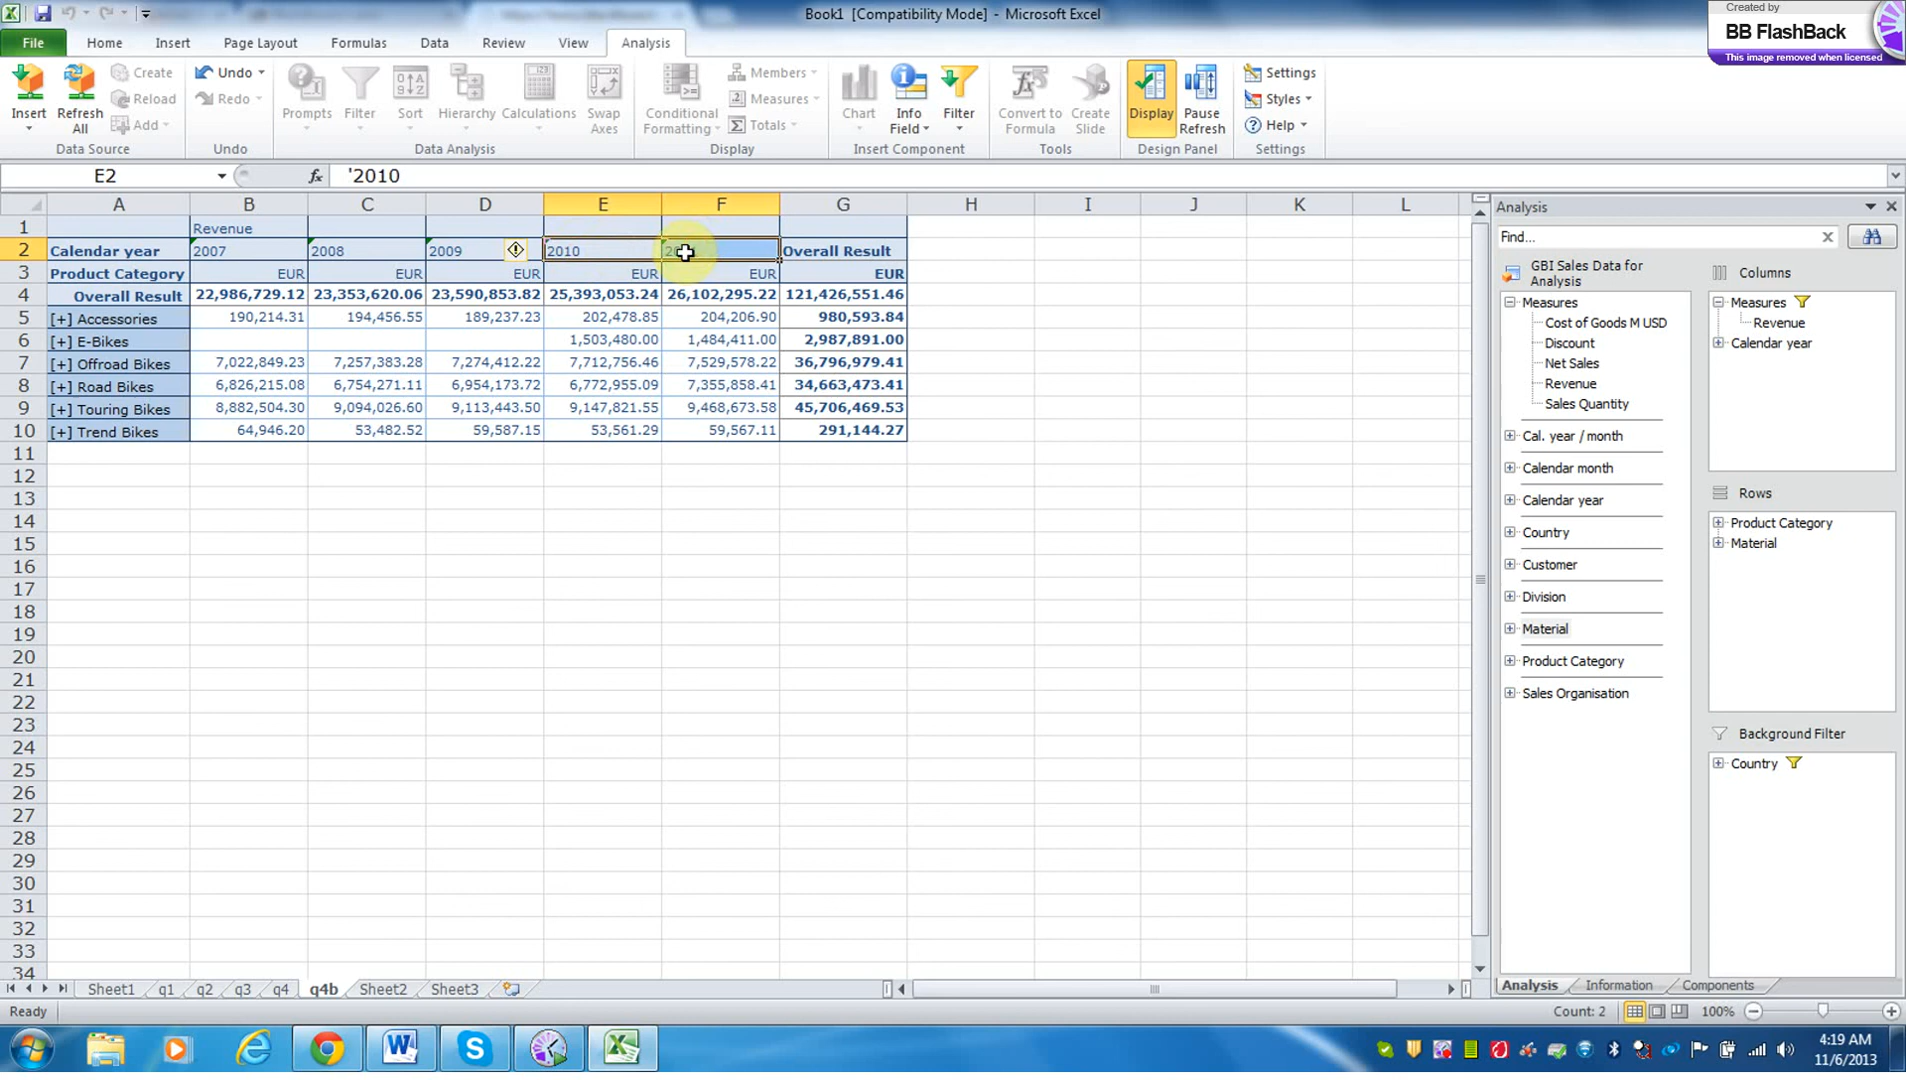 Book1 [Compatibility Mode] - Microsoft Excel
Created by
BB FlashBack
This image removed when licensed
File Home Insert Page Layout Formulas Data Review View Analysis
Insert Refresh All Create Reload Add Undo Redo Prompts Filter Sort Hierarchy Calculations Swap Axes Conditional Formatting Members Measures Totals Chart Info Field Filter Convert to Formula Create Slide Display Pause Refresh Settings Styles Help
Data Source Undo Data Analysis Display Insert Component Tools Design Panel Settings
E2 fx '2010
A B C D E F G H I J K L
1 Revenue
2 Calendar year 2007 2008 2009 2010 Overall Result
3 Product Category EUR EUR EUR EUR EUR EUR
4 Overall Result 22,986,729.12 23,353,620.06 23,590,853.82 25,393,053.24 26,102,295.22 121,426,551.46
5 [+] Accessories 190,214.31 194,456.55 189,237.23 202,478.85 204,206.90 980,593.84
6 [+] E-Bikes 1,503,480.00 1,484,411.00 2,987,891.00
7 [+] Offroad Bikes 7,022,849.23 7,257,383.28 7,274,412.22 7,712,756.46 7,529,578.22 36,796,979.41
8 [+] Road Bikes 6,826,215.08 6,754,271.11 6,954,173.72 6,772,955.09 7,355,858.41 34,663,473.41
9 [+] Touring Bikes 8,882,504.30 9,094,026.60 9,113,443.50 9,147,821.55 9,468,673.58 45,706,469.53
10 [+] Trend Bikes 64,946.20 53,482.52 59,587.15 53,561.29 59,567.11 291,144.27
11
12
13
14
15
16
17
18
19
20
21
22
23
24
25
26
27
28
29
30
31
32
33
34
Analysis
Find...
GBI Sales Data for
Analysis
Measures
Cost of Goods M USD
Discount
Net Sales
Revenue
Sales Quantity
Cal. year / month
Calendar month
Calendar year
Country
Customer
Division
Material
Product Category
Sales Organisation
Columns
Measures
Revenue
Calendar year
Rows
Product Category
Material
Background Filter
Country
Analysis Information Components
Sheet1 q1 q2 q3 q4 q4b Sheet2 Sheet3
Ready Count: 2 100%
4:19 AM
11/6/2013